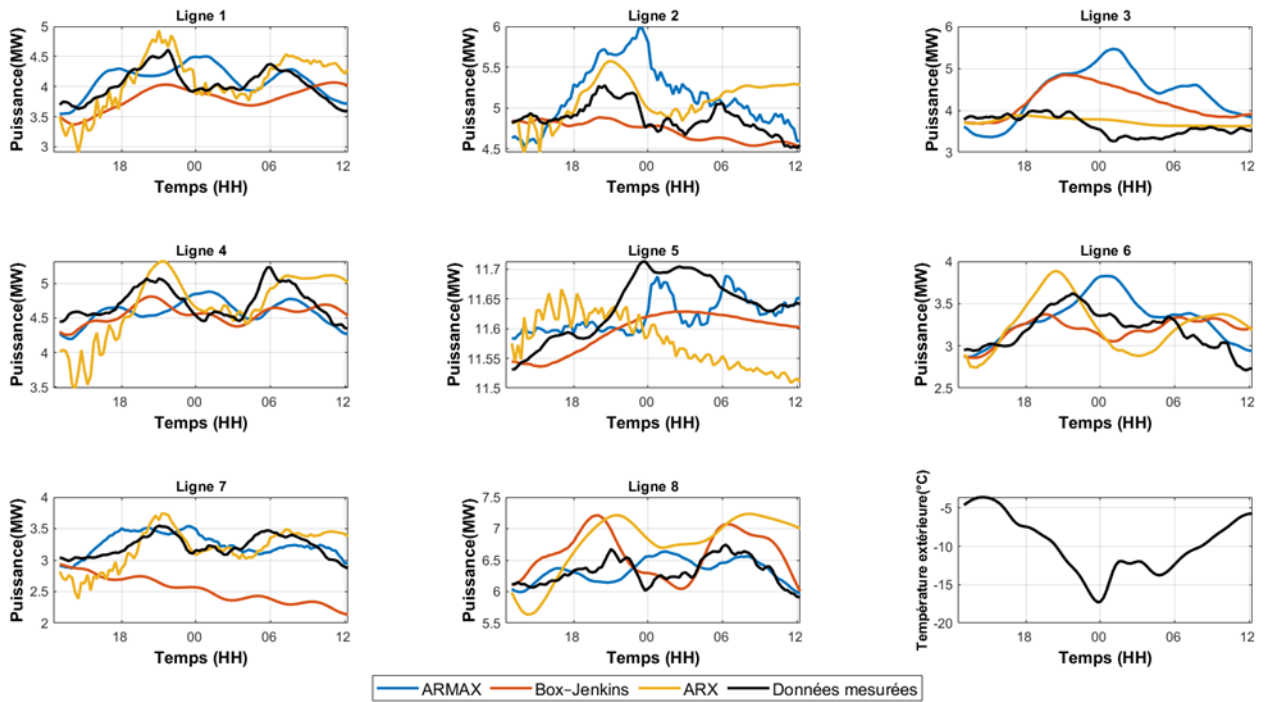 Ligne 1
Puissance(MW)
5
4.5
4
3.5
3
18
00
06
12
Temps (HH)
Ligne 2
Puissance(MW)
6
5.5
5
4.5
18
00
06
12
Temps (HH)
Ligne 3
Puissance(MW)
6
5
4
3
18
00
06
12
Temps (HH)
Ligne 4
Puissance(MW)
5
4.5
4
3.5
18
00
06
12
Temps (HH)
Ligne 5
Puissance(MW)
11.7
11.65
11.6
11.55
11.5
18
00
06
12
Temps (HH)
Ligne 6
Puissance(MW)
4
3.5
3
2.5
18
00
06
12
Temps (HH)
Ligne 7
Puissance(MW)
4
3.5
3
2.5
2
18
00
06
12
Temps (HH)
Ligne 8
Puissance(MW)
7.5
7
6.5
6
5.5
18
00
06
12
Temps (HH)
Température extérieure(°C)
-5
-10
-15
-20
18
00
06
12
Temps (HH)
ARMAX Box-Jenkins ARX Données mesurées